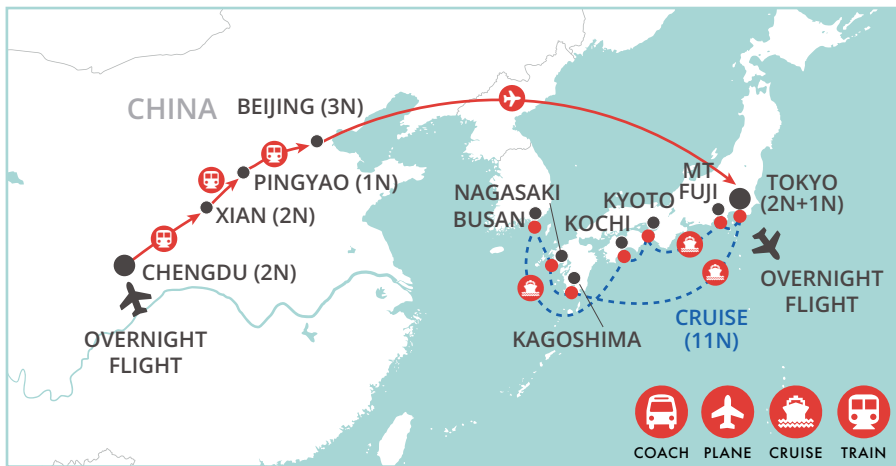 CHINA
BEIJING (3N)
PINGYAO (1N)
XIAN (2N)
CHENGDU (2N)
OVERNIGHT
FLIGHT
NAGASAKI
BUSAN
KOCHI
KYOTO
MT
FUJI
TOKYO
(2N+1N)
OVERNIGHT
FLIGHT
KAGOSHIMA
CRUISE
(11N)
COACH
PLANE
CRUISE
TRAIN